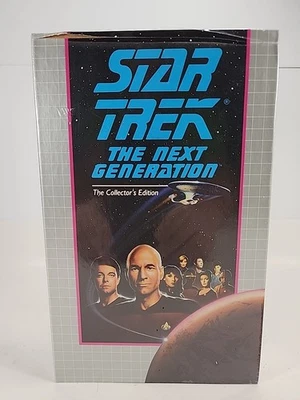 STAR
TREK®
THE NEXT
GENERATION
The Collector's Edition